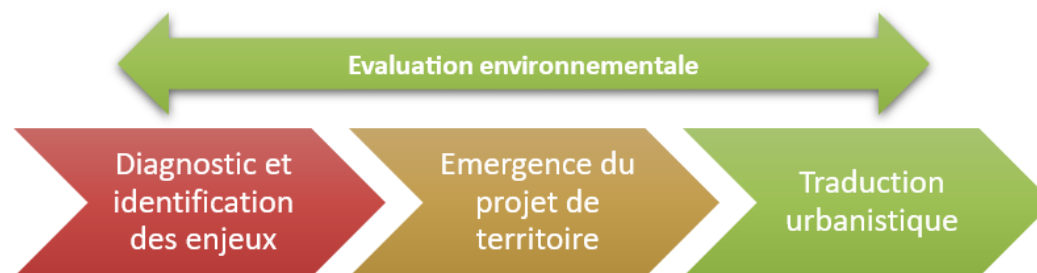 Evaluation environnementale
Diagnostic et
identification
des enjeux
Emergence du
projet de
territoire
Traduction
urbanistique